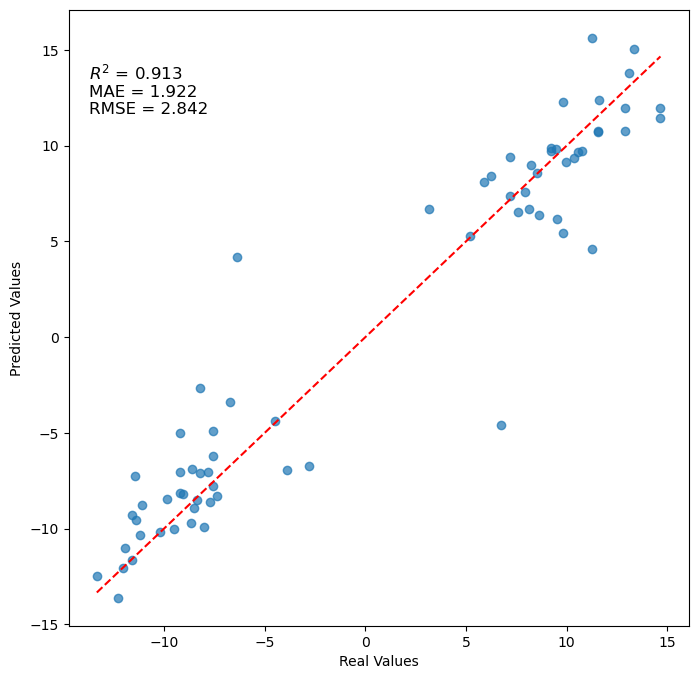 R² = 0.913
MAE = 1.922
RMSE = 2.842
15
10
5
0
−5
−10
−15
Predicted Values
−10
−5
0
5
10
15
Real Values